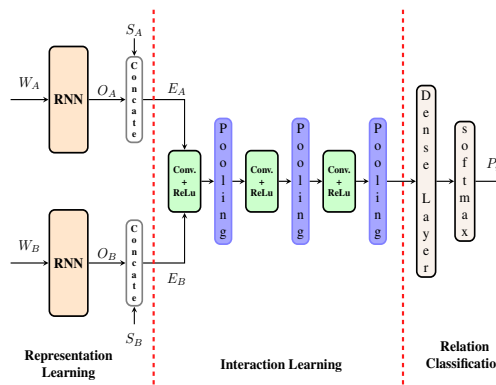 S_A
W_A
RNN
O_A
Concate
E_A
Conv.
+
ReLu
Pooling
Conv.
+
ReLu
Pooling
Conv.
+
ReLu
Pooling
Dense Layer
softmax
W_B
RNN
O_B
Concate
E_B
S_B
Representation
Learning
Interaction Learning
Relation